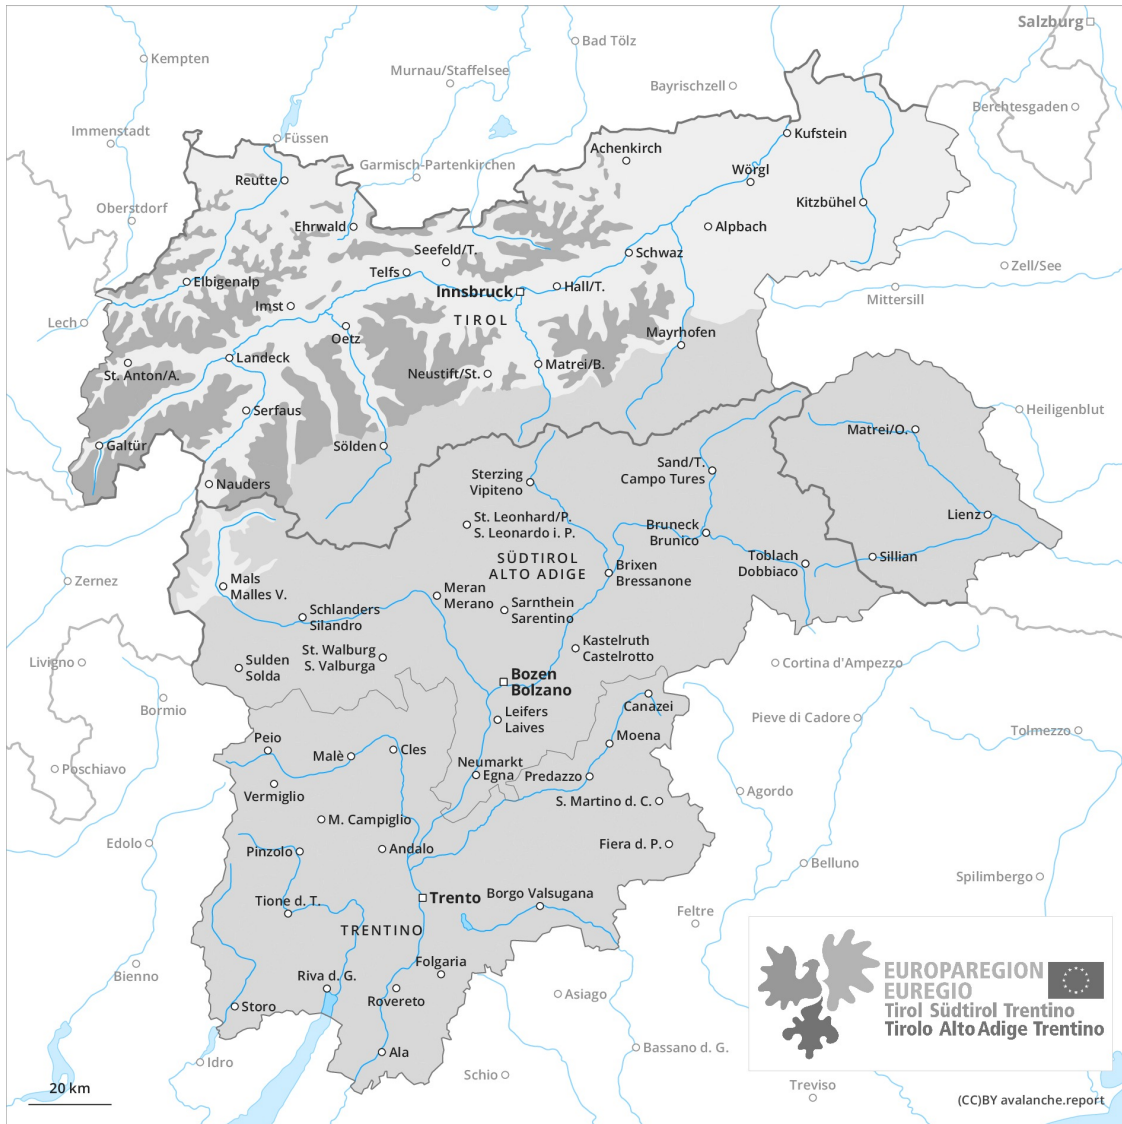 Salzburg
Bad Tölz
Kempten
Murnau/Staffelsee
Bayrischzell
Berchtesgaden
Immenstadt
Füssen
Kufstein
Achenkirch
Garmisch-Partenkirchen
Wörgl
Reutte
Oberstdorf
Kitzbühel
Ehrwald
Alpbach
Seefeld/T.
Schwaz
Zell/See
Telfs
Elbigenalp
Hall/T.
Innsbruck
Mittersill
Imst
TIROL
Lech
Oetz
Mayrhofen
Landeck
Matrei/B.
St. Anton/A.
Neustift/St.
Serfaus
Heiligenblut
Matrei/O.
Galtür
Sölden
Sand/T.
Campo Tures
Sterzing
Vipiteno
Nauders
Lienz
St. Leonhard/P.
S. Leonardo i. P.
Bruneck
Brunico
SÜDTIROL
ALTO ADIGE
Toblach
Dobbiaco
Sillian
Brixen
Bressanone
Zernez
Mals
Malles V.
Meran
Merano
Sarnthein
Sarentino
Schlanders
Silandro
Kastelruth
Castelrotto
St. Walburg
S. Valburga
Livigno
Sulden
Solda
Cortina d'Ampezzo
Bozen
Bolzano
Canazei
Bormio
Leifers
Laives
Pieve di Cadore
Tolmezzo
Moena
Peio
Malè
Cles
Neumarkt
Egna
Poschiavo
Predazzo
Vermiglio
Agordo
S. Martino d. C.
M. Campiglio
Edolo
Fiera d. P.
Pinzolo
Andalo
Belluno
Spilimbergo
Borgo Valsugana
Trento
Tione d. T.
Feltre
TRENTINO
Folgaria
Bienno
Riva d. G.
Rovereto
Asiago
Storo
EUROPAREGION
EUREGIO
Tirol Südtirol Trentino
Tirolo Alto Adige Trentino
Ala
Bassano d. G.
Idro
Schio
Treviso
20 km
(CC)BY avalanche.report